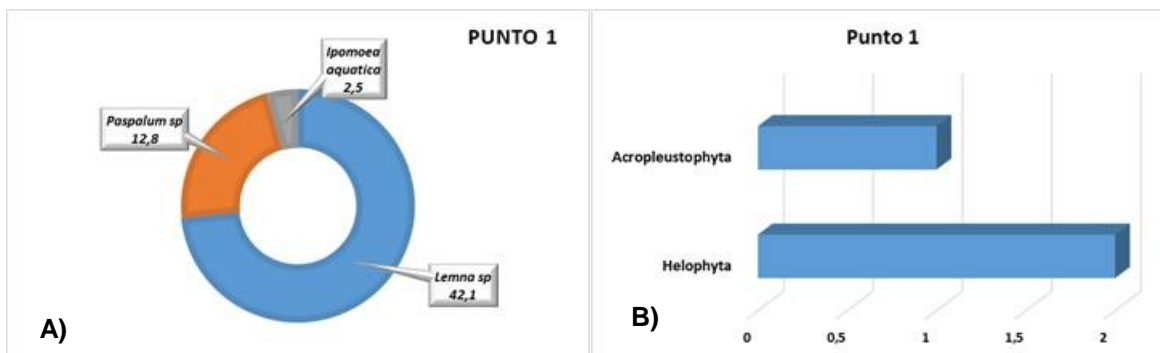 PUNTO 1
Ipomoea
aquatica
2,5
Paspalum sp
12,8
Lemna sp
42,1
A)
Punto 1
Acropleustophyta
Helophyta
B)
0 0,5 1 1,5 2